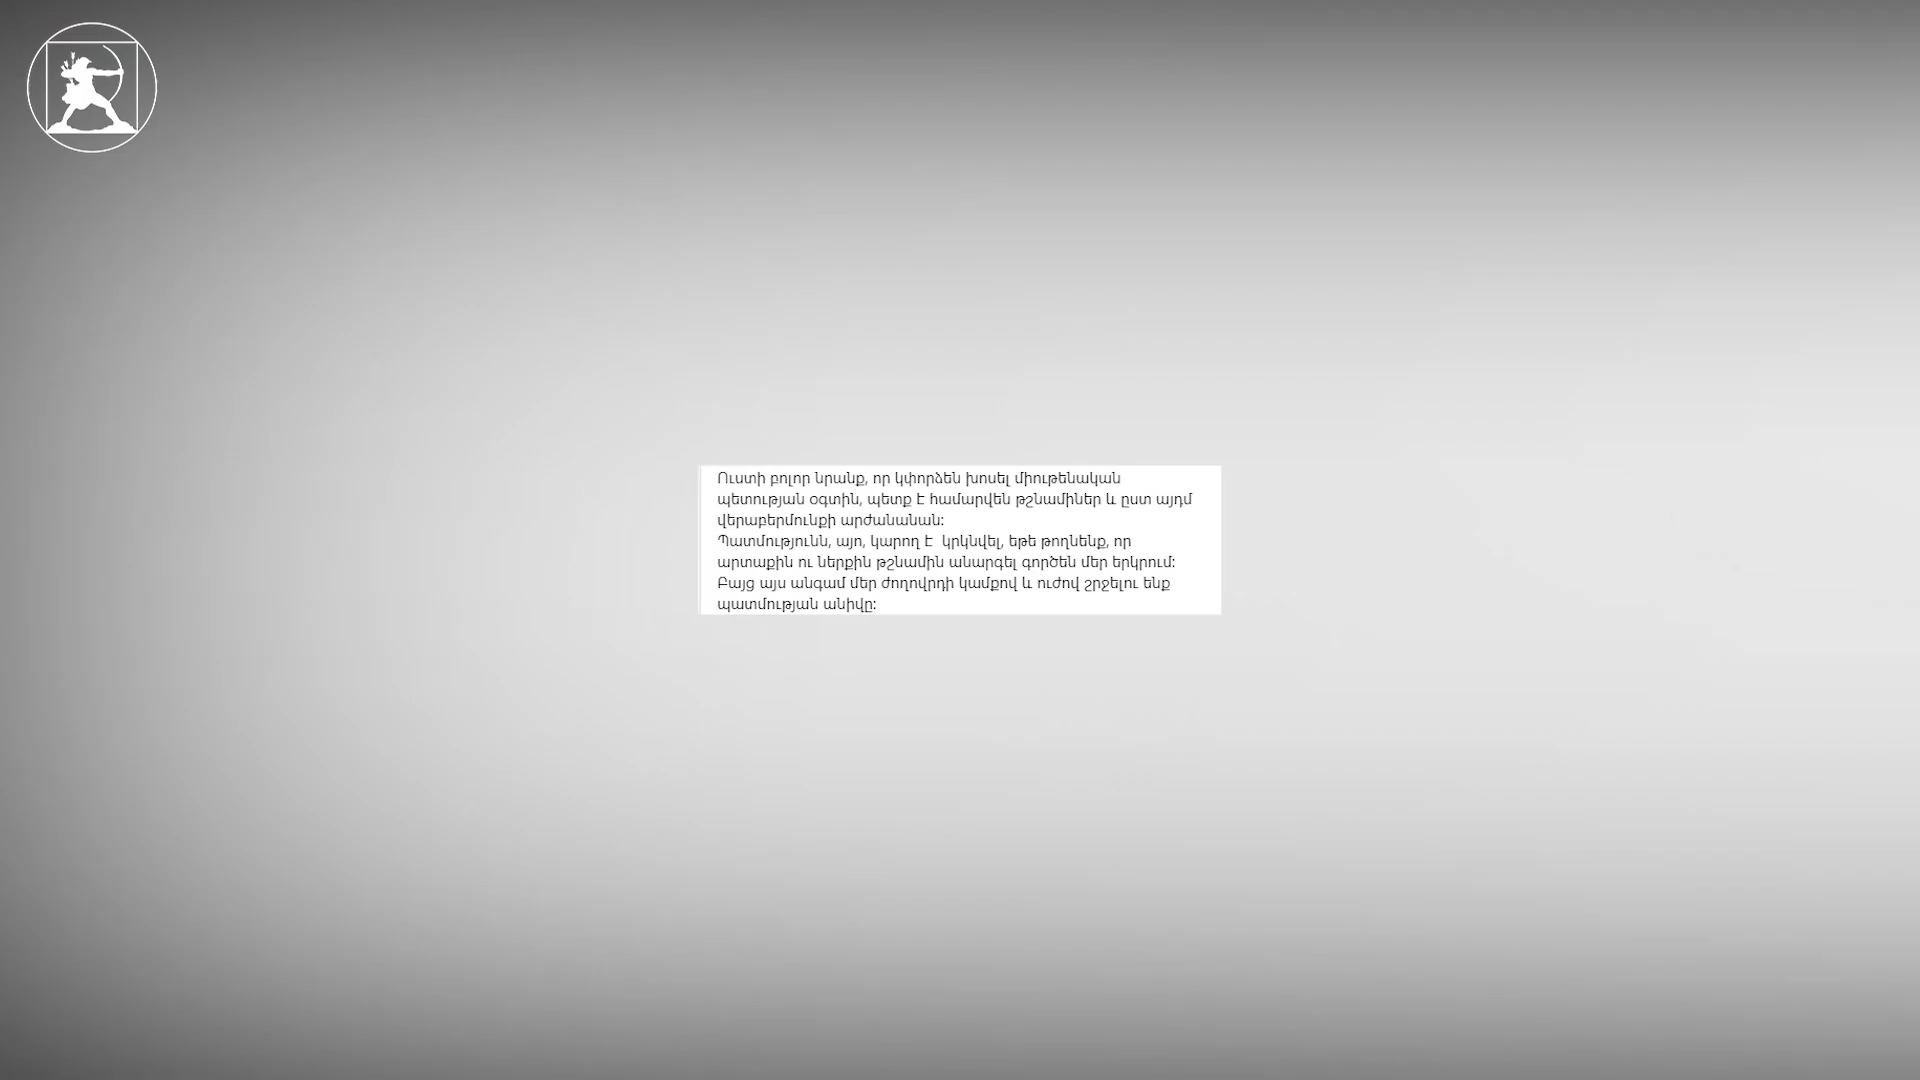 Ուստի բոլոր նրանք, որ կփորձեն խոսել միութենական
պետության օգտին, պետք է համարվեն թշնամիներ և ըստ այդմ
վերաբերմունքի արժանանան:
Պատմությունն, այո, կարող է  կրկնվել, եթե թողնենք, որ
արտաքին ու ներքին թշնամին անարգել գործեն մեր երկրում:
Բայց այս անգամ մեր ժողովրդի կամքով և ուժով շրջելու ենք
պատմության անիվը: